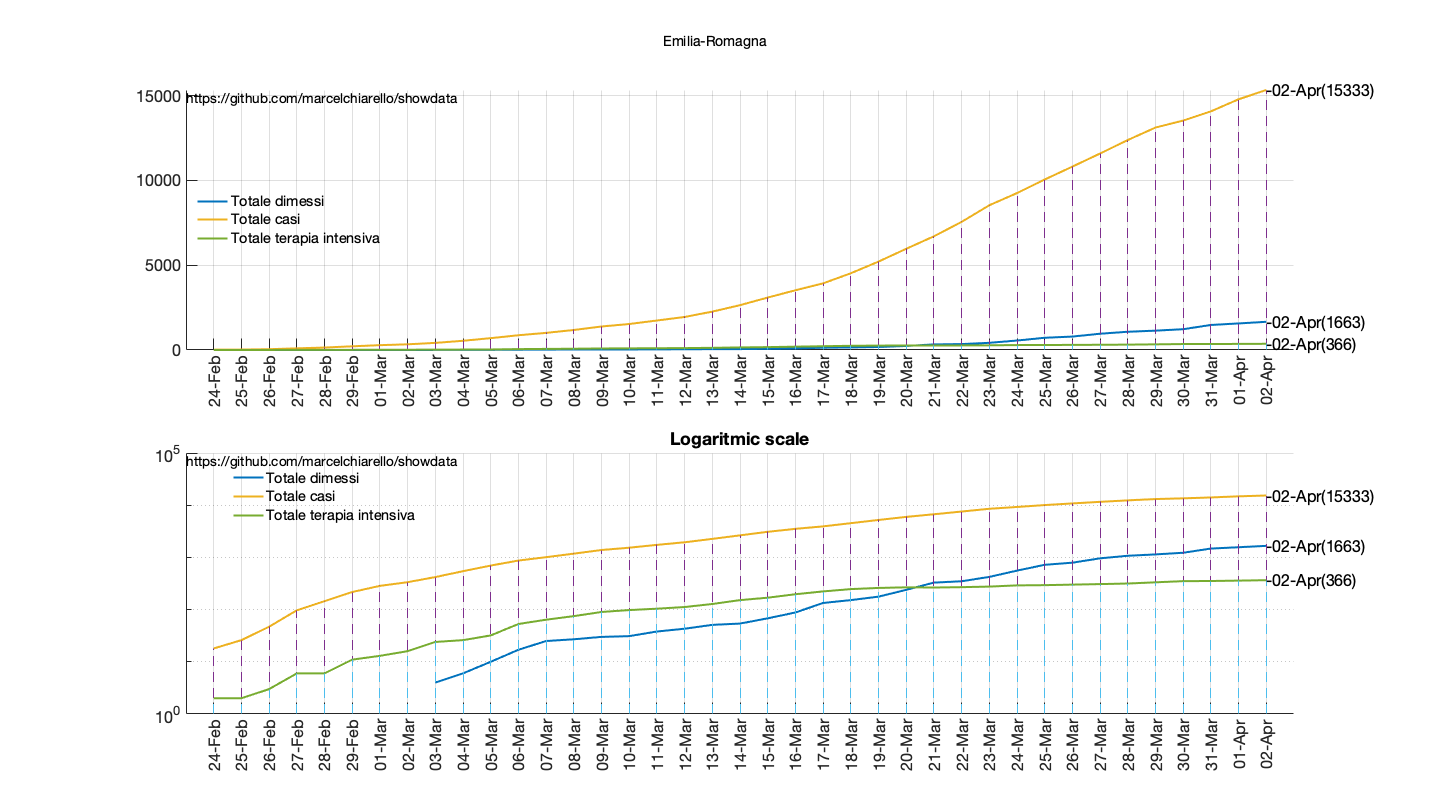 Emilia-Romagna
15000
https://github.com/marcelchiarello/showdata
02-Apr(15333)
10000
Totale dimessi
Totale casi
Totale terapia intensiva
5000
02-Apr(1663)
0
02-Apr(366)
24-Feb 25-Feb 26-Feb 27-Feb 28-Feb 29-Feb 01-Mar 02-Mar 03-Mar 04-Mar 05-Mar 06-Mar 07-Mar 08-Mar 09-Mar 10-Mar 11-Mar 12-Mar 13-Mar 14-Mar 15-Mar 16-Mar 17-Mar 18-Mar 19-Mar 20-Mar 21-Mar 22-Mar 23-Mar 24-Mar 25-Mar 26-Mar 27-Mar 28-Mar 29-Mar 30-Mar 31-Mar 01-Apr 02-Apr
Logaritmic scale
10^5
https://github.com/marcelchiarello/showdata
Totale dimessi
Totale casi
Totale terapia intensiva
02-Apr(15333)
02-Apr(1663)
02-Apr(366)
10^0
24-Feb 25-Feb 26-Feb 27-Feb 28-Feb 29-Feb 01-Mar 02-Mar 03-Mar 04-Mar 05-Mar 06-Mar 07-Mar 08-Mar 09-Mar 10-Mar 11-Mar 12-Mar 13-Mar 14-Mar 15-Mar 16-Mar 17-Mar 18-Mar 19-Mar 20-Mar 21-Mar 22-Mar 23-Mar 24-Mar 25-Mar 26-Mar 27-Mar 28-Mar 29-Mar 30-Mar 31-Mar 01-Apr 02-Apr